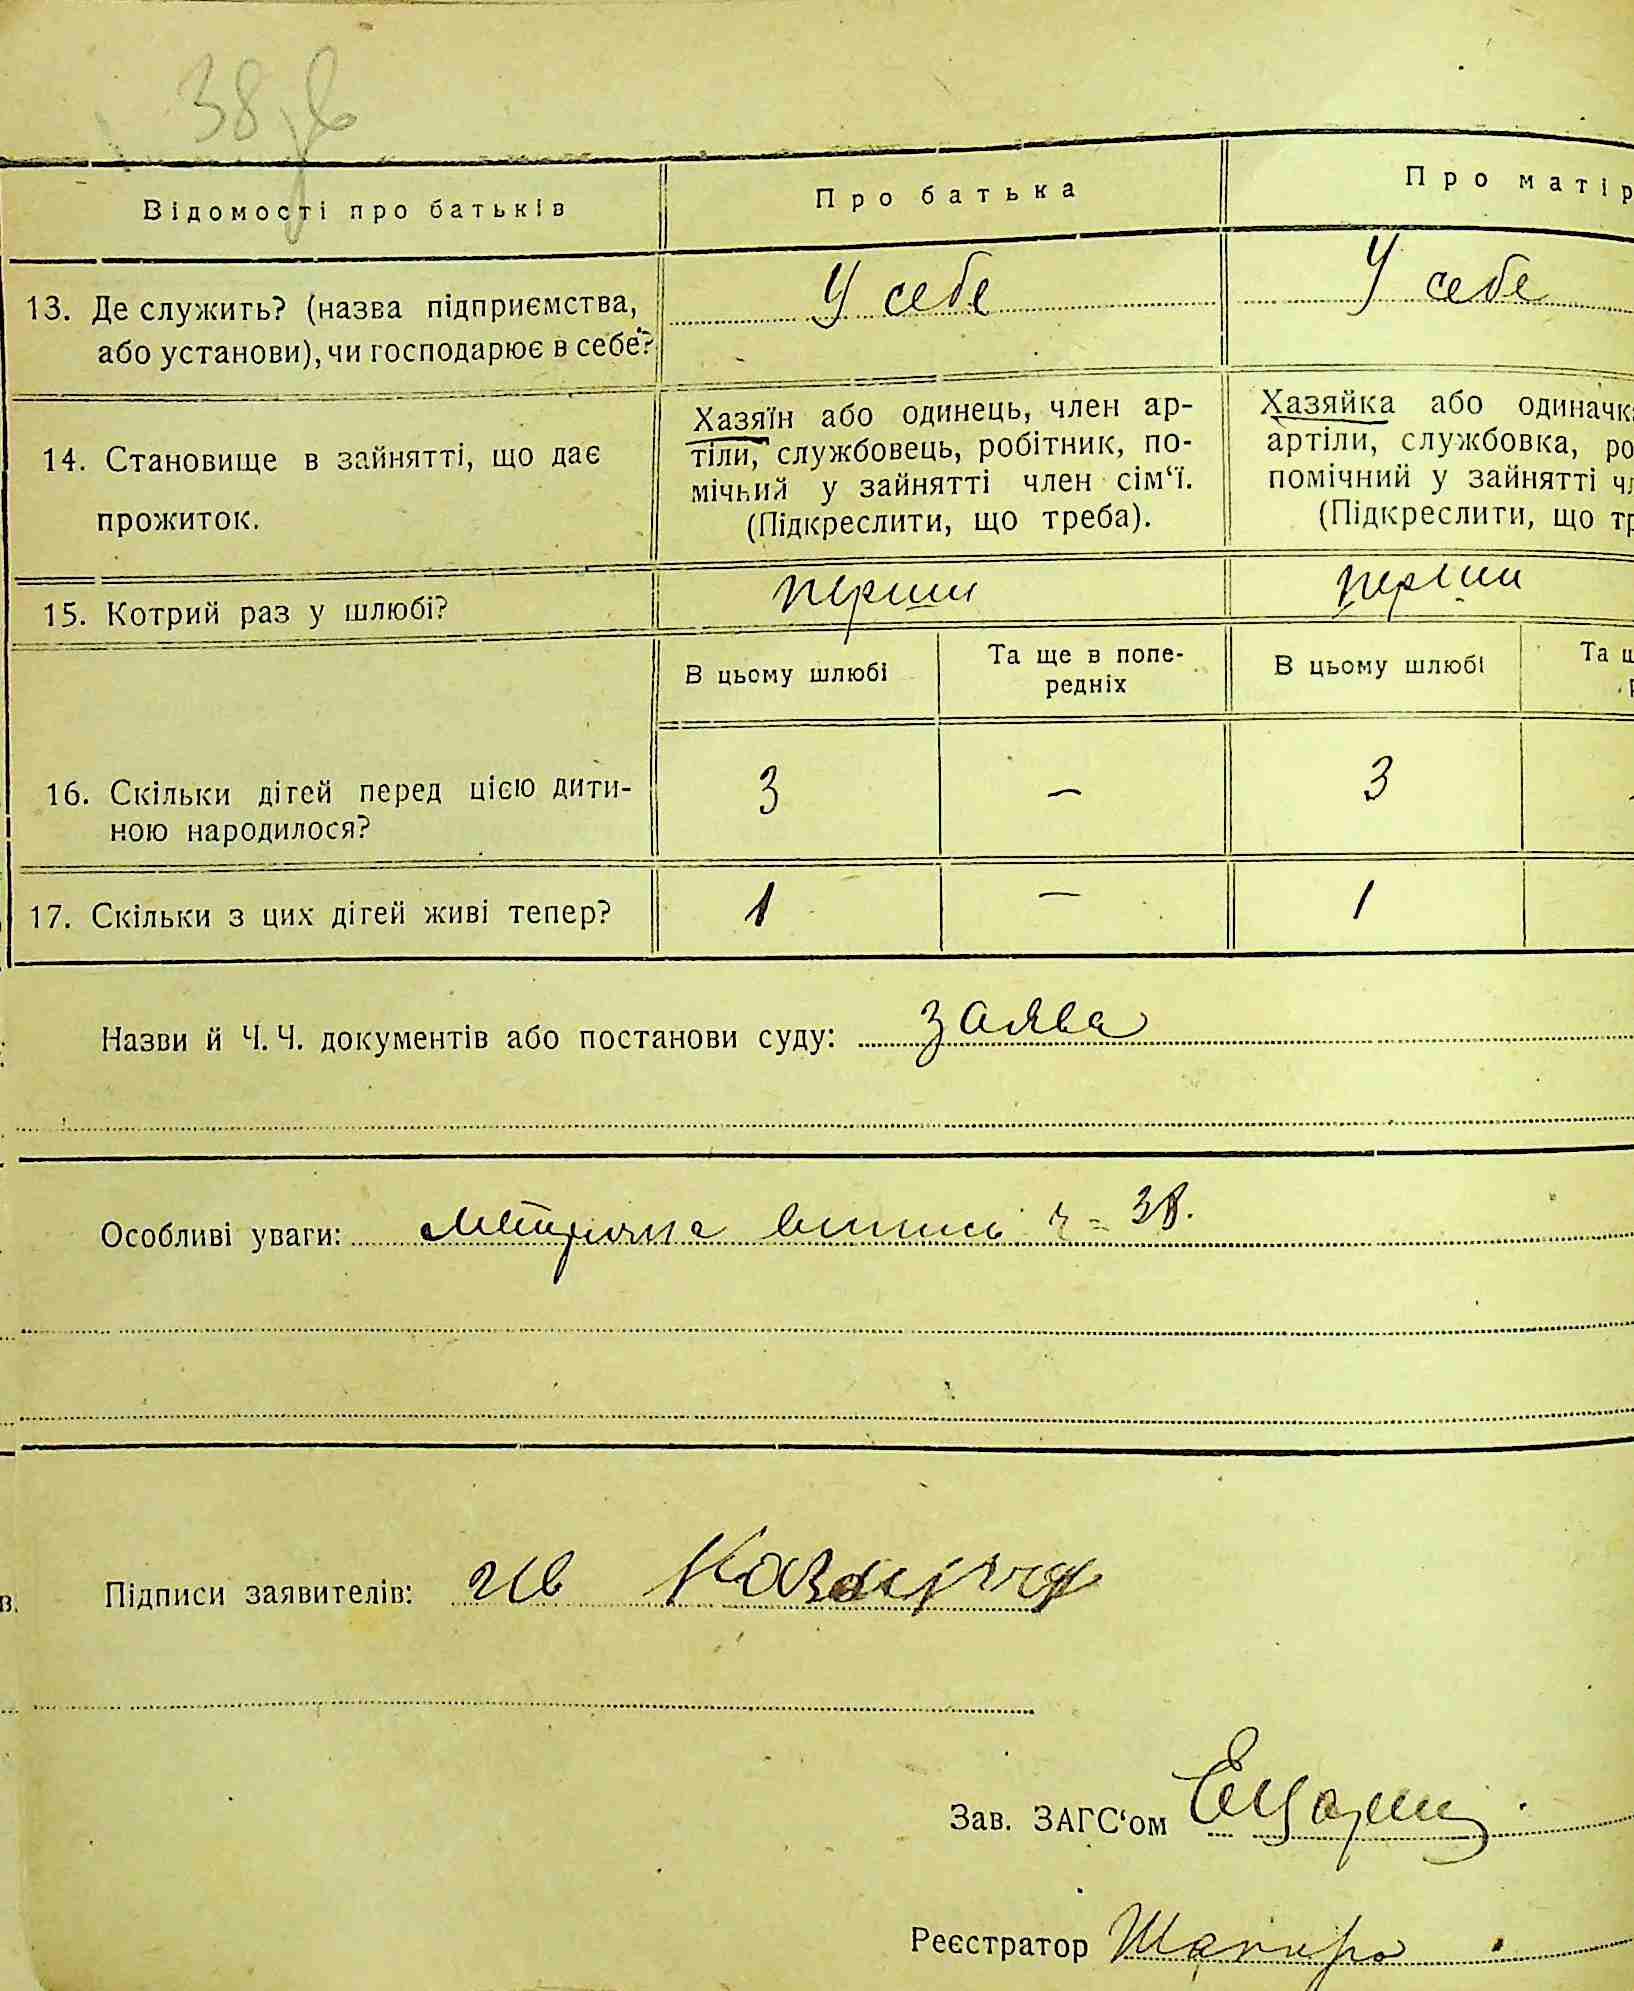 38
Відомості про батьків
Про батька
Про матір
13. Де служить? (назва підприємства,
або установи), чи господарює в себе?
У себе
У себе
14. Становище в зайнятті, що дає
прожиток.
Хазяїн або одинець, член ар-
тіли, службовець, робітник, по-
мічний у зайнятті член сім‘ї.
(Підкреслити, що треба).
Хазяйка або одиначк
артіли, службовка, ро
помічний у зайнятті чл
(Підкреслити, що тр
15. Котрий раз у шлюбі?
перший
перший
В цьому шлюбі
Та ще в попе-
редніх
В цьому шлюбі
Та щ
16. Скільки дітей перед цією дити-
ною народилося?
3
–
3
17. Скільки з цих дітей живі тепер?
1
–
1
Назви й Ч. Ч. документів або постанови суду: заява
Особливі уваги: Метрична випись ч = 38.
Підписи заявителів:
Зав. ЗАГС‘ом
Реєстратор Шапиро